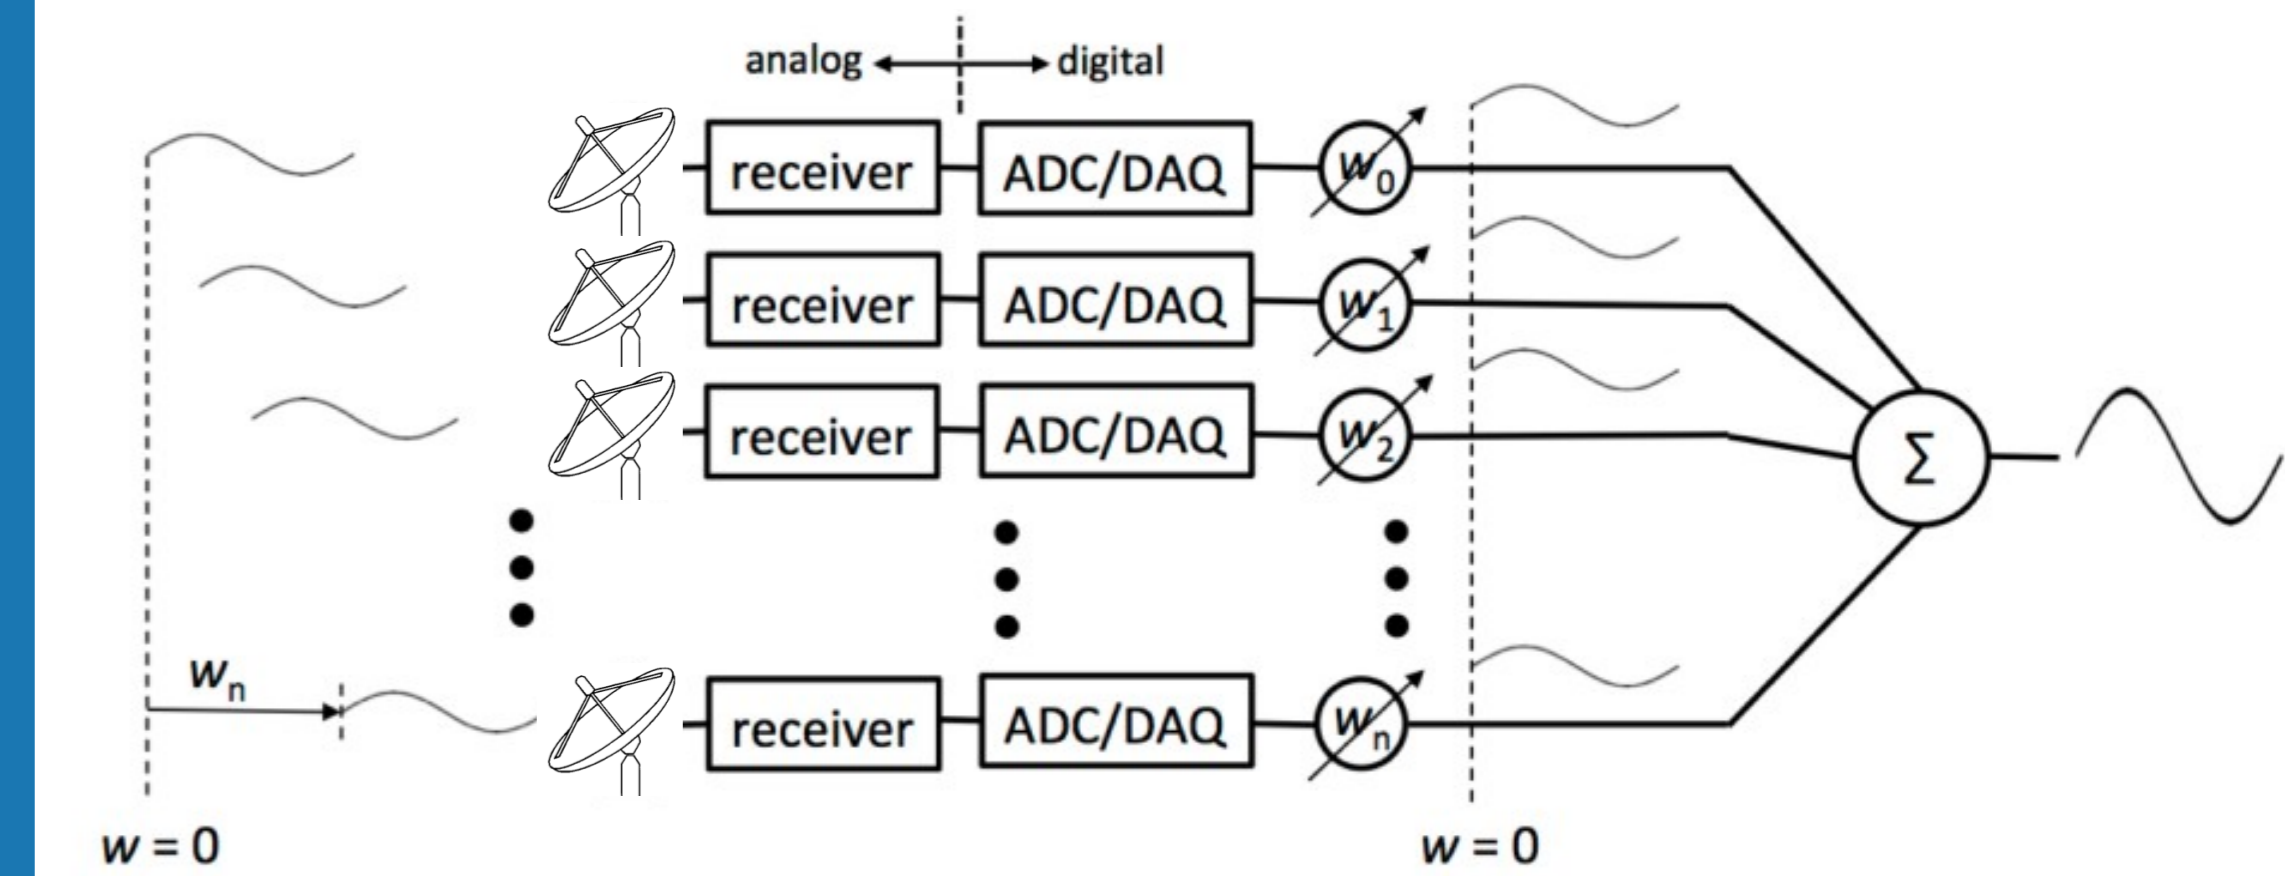 analog digital
receiver ADC/DAQ w0
receiver ADC/DAQ w1
receiver ADC/DAQ w2
Σ
wn
receiver ADC/DAQ wn
w = 0 w = 0